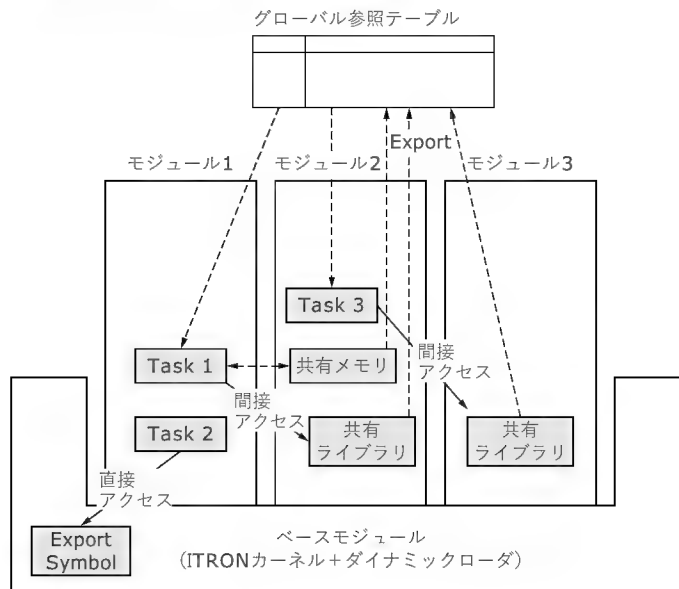 グローバル参照テーブル
Export
モジュール1
モジュール2
モジュール3
Task 3
Task 1
共有メモリ
間接
アクセス
間接
アクセス
Task 2
共有
ライブラリ
共有
ライブラリ
直接
アクセス
Export
Symbol
ベースモジュール
(ITRONカーネル+ダイナミックローダ)